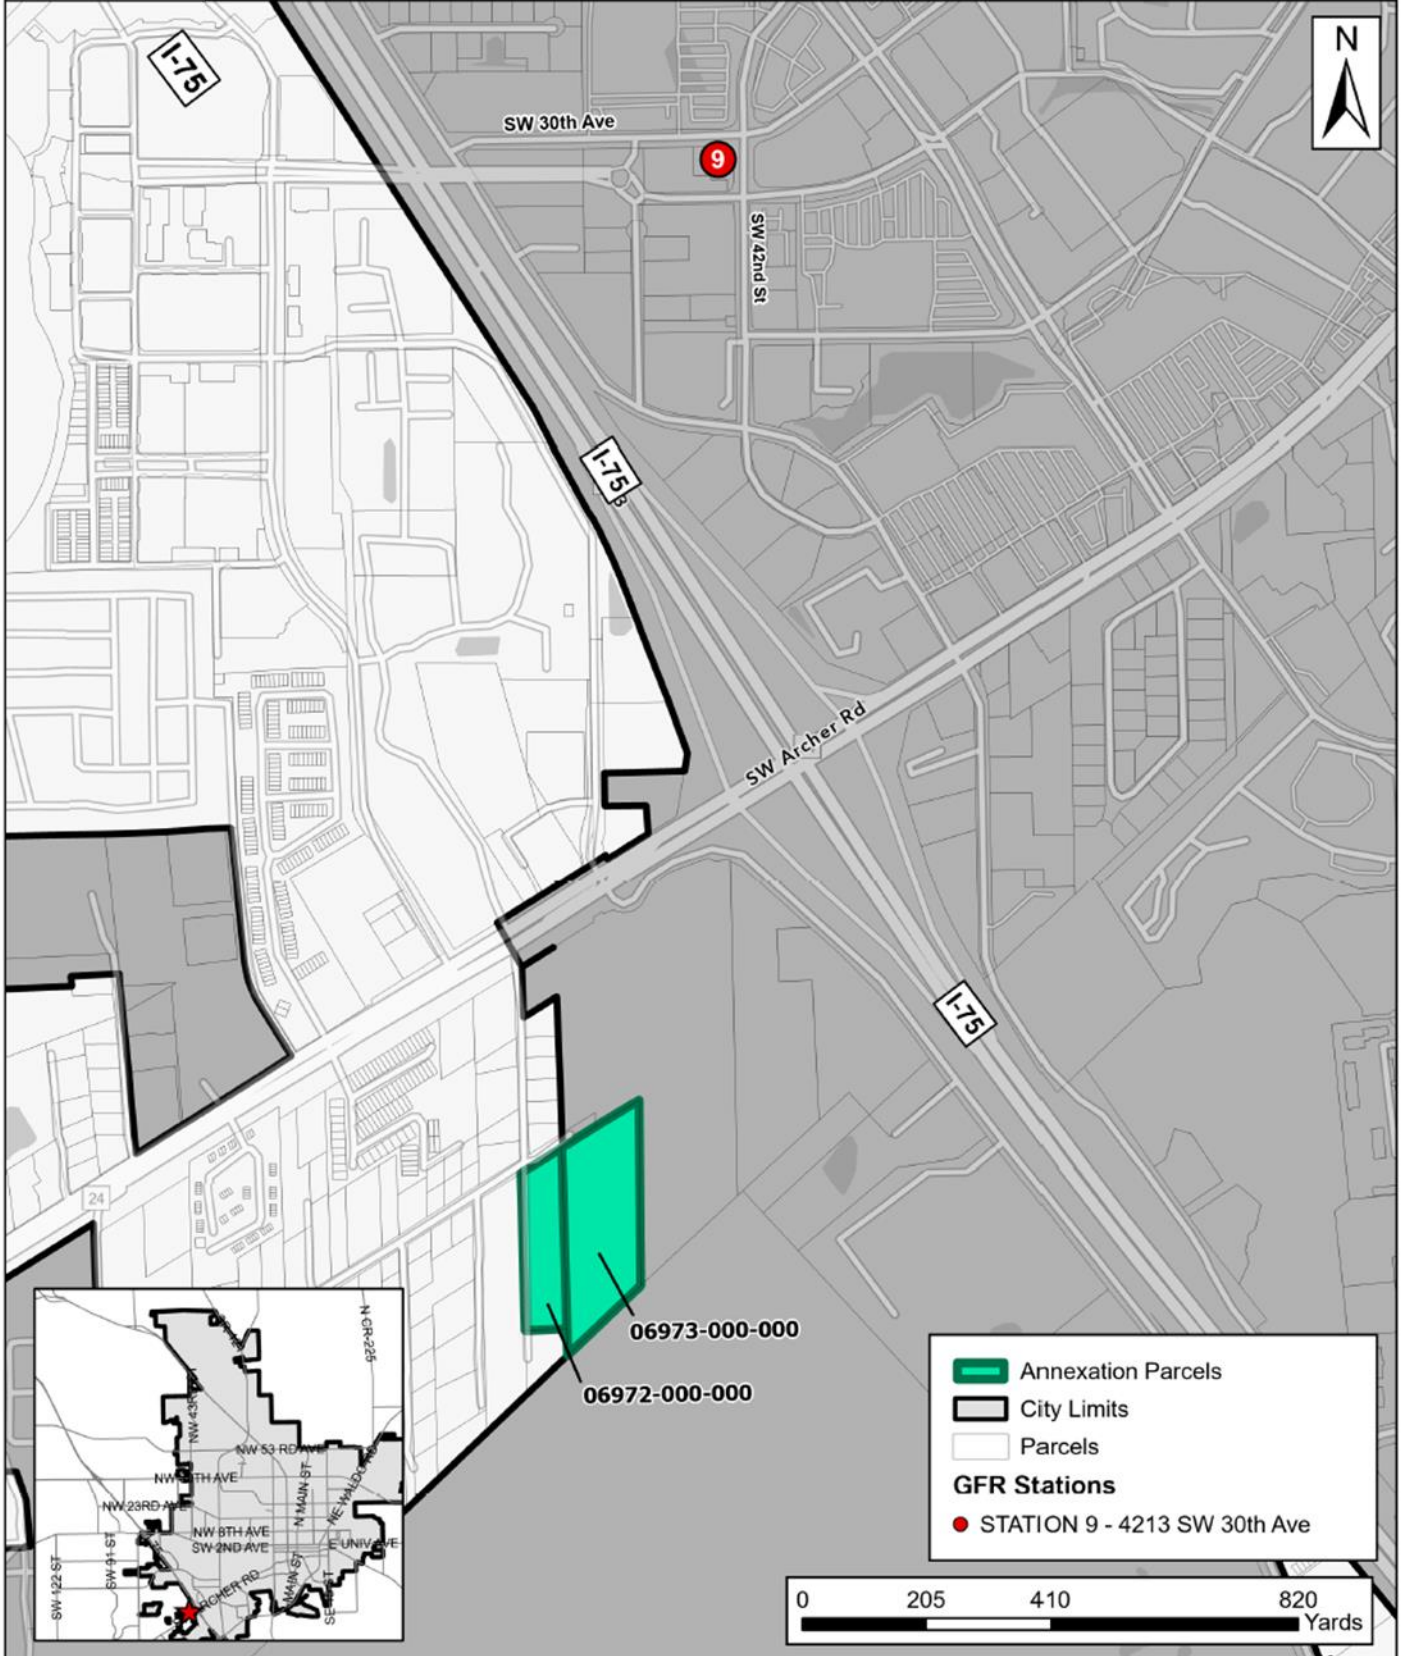 N
I-75
SW 30th Ave
9
SW 42nd St
I-75
SW Archer Rd
I-75
24
06973-000-000
06972-000-000
N CR-225
NW 53 RD AVE
NW 23RD AVE
NW 8TH AVE
SW 2ND AVE
N MAIN ST
NE WALDO RD
SW 91 ST
SW 122 ST
Annexation Parcels
City Limits
Parcels
GFR Stations
STATION 9 - 4213 SW 30th Ave
0 205 410 820
Yards